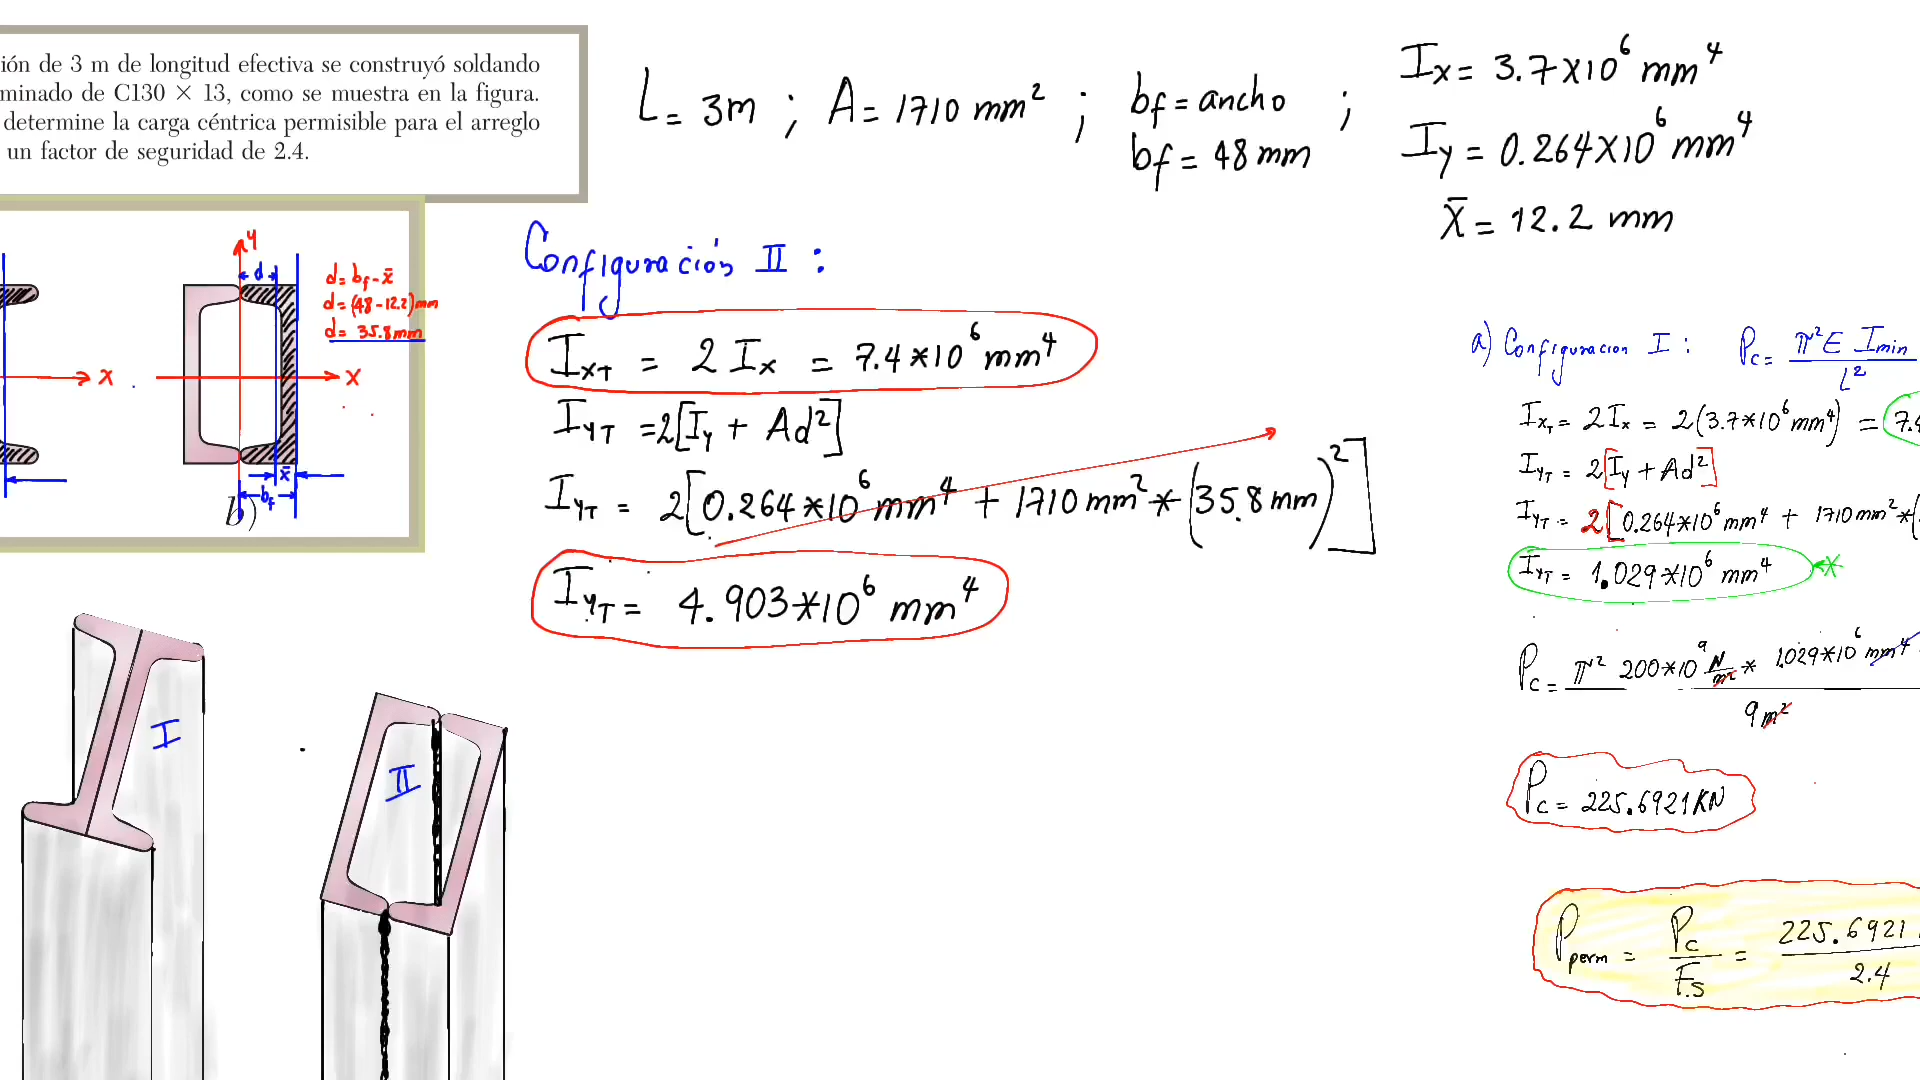 ión de 3 m de longitud efectiva se construyó soldando
minado de C130 × 13, como se muestra en la figura.
determine la carga céntrica permisible para el arreglo
un factor de seguridad de 2.4.
L = 3m ; A = 1710 mm² ; bf = ancho ;
bf = 48 mm
Ix = 3.7×10⁶ mm⁴
Iy = 0.264×10⁶ mm⁴
x̄ = 12.2 mm
y
d
d = bf - x̄
d = (48-12.2)mm
d = 35.8mm
x
x
x̄
bf
b)
Configuración II :
IxT = 2 Ix = 7.4*10⁶ mm⁴
IyT = 2[Iy + Ad²]
IyT = 2[0.264*10⁶ mm⁴ + 1710 mm² * (35.8 mm)²]
IyT = 4.903*10⁶ mm⁴
I
II
a) Configuracion I : Pc = π²E Imin / L²
IxT = 2Ix = 2(3.7*10⁶ mm⁴) = 7.4
IyT = 2[Iy + Ad²]
IyT = 2[0.264*10⁶ mm⁴ + 1710 mm² * (
IyT = 1.029*10⁶ mm⁴ *
Pc = π² 200*10⁹ N/m² * 1.029*10⁶ mm⁴ / 9 m²
Pc = 225.6921 KN
Pperm = Pc / F.s = 225.6921 / 2.4